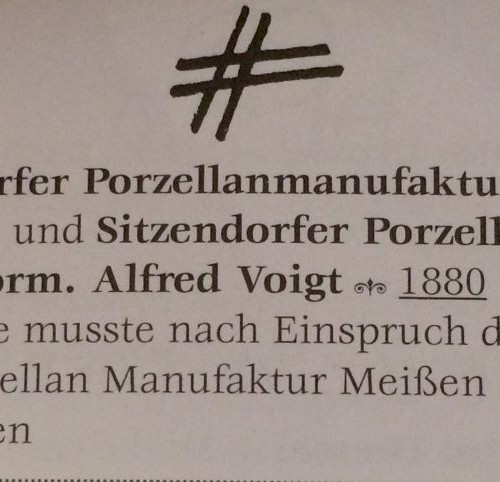 rfer Porzellanmanufaktu
und Sitzendorfer Porzell
orm. Alfred Voigt 1880
e musste nach Einspruch d
ellan Manufaktur Meißen
en